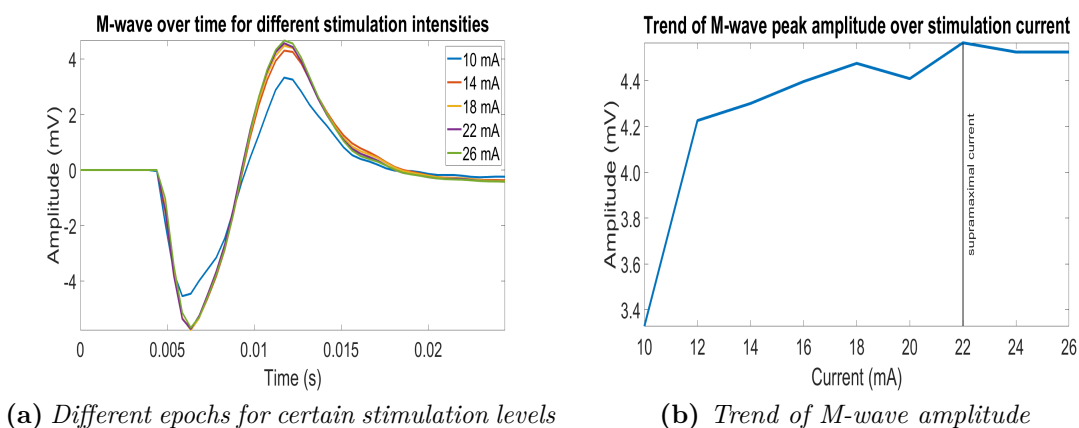 M-wave over time for different stimulation intensities
Amplitude (mV)
4
2
0
-2
-4
10 mA
14 mA
18 mA
22 mA
26 mA
0
0.005
0.01
0.015
0.02
Time (s)
(a) Different epochs for certain stimulation levels
Trend of M-wave peak amplitude over stimulation current
Amplitude (mV)
4.4
4.2
4
3.8
3.6
3.4
supramaximal current
10
12
14
16
18
20
22
24
26
Current (mA)
(b) Trend of M-wave amplitude